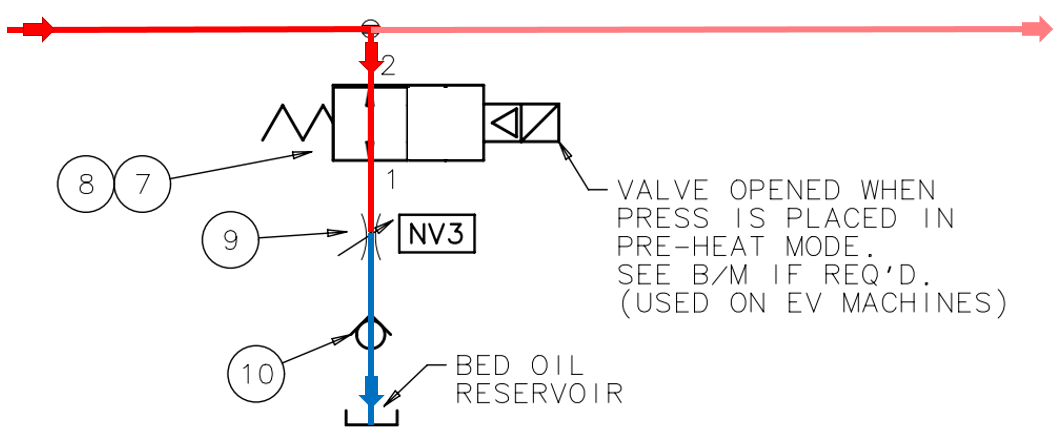 2
8 7
1
9
NV3
VALVE OPENED WHEN
PRESS IS PLACED IN
PRE-HEAT MODE.
SEE B/M IF REQ'D.
(USED ON EV MACHINES)
10
BED OIL
RESERVOIR